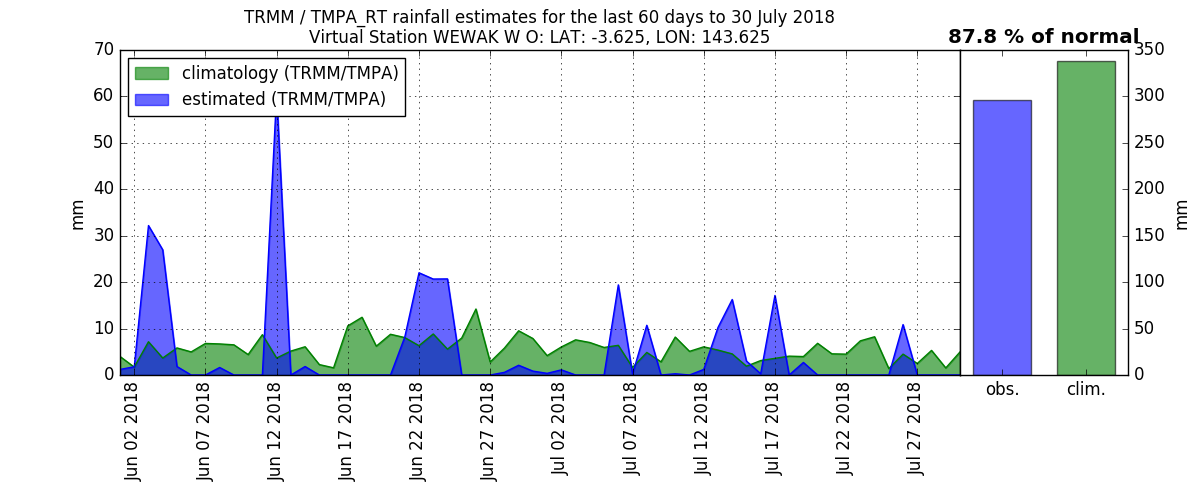 TRMM / TMPA_RT rainfall estimates for the last 60 days to 30 July 2018
Virtual Station WEWAK W O: LAT: -3.625, LON: 143.625
87.8 % of normal
climatology (TRMM/TMPA)
estimated (TRMM/TMPA)
mm
70
60
50
40
30
20
10
0
Jun 02 2018
Jun 07 2018
Jun 12 2018
Jun 17 2018
Jun 22 2018
Jun 27 2018
Jul 02 2018
Jul 07 2018
Jul 12 2018
Jul 17 2018
Jul 22 2018
Jul 27 2018
obs.
clim.
350
300
250
200
150
100
50
0
mm